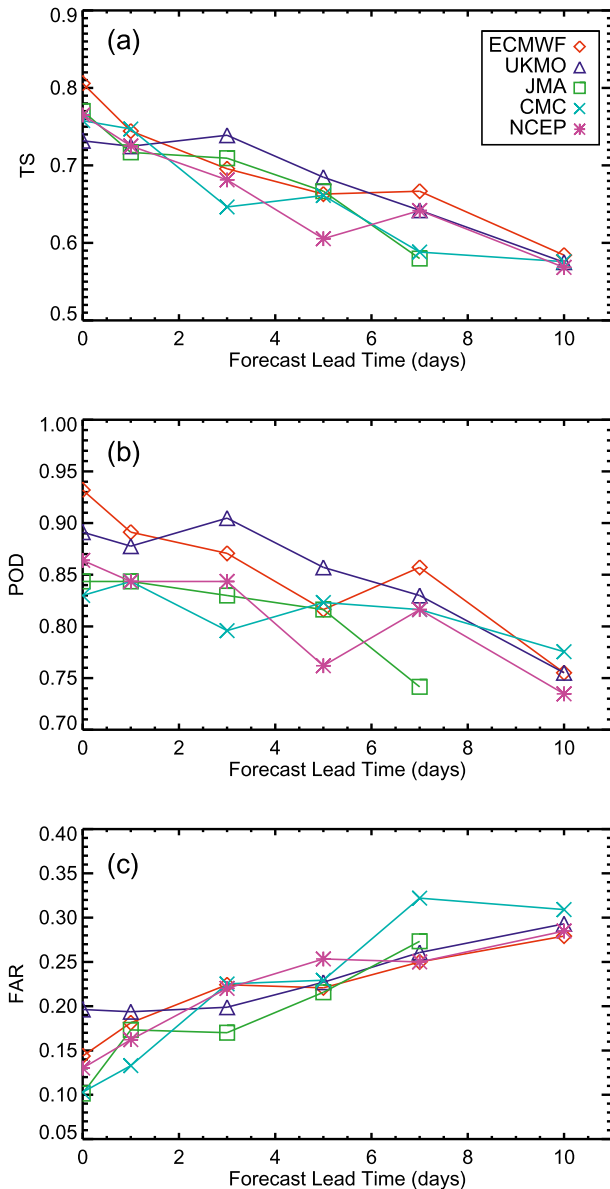 (a)
ECMWF
UKMO
JMA
CMC
NCEP
0.9
0.8
0.7
0.6
0.5
TS
0 2 4 6 8 10
Forecast Lead Time (days)
(b)
1.00
0.95
0.90
0.85
0.80
0.75
0.70
POD
0 2 4 6 8 10
Forecast Lead Time (days)
(c)
0.40
0.35
0.30
0.25
0.20
0.15
0.10
0.05
FAR
0 2 4 6 8 10
Forecast Lead Time (days)